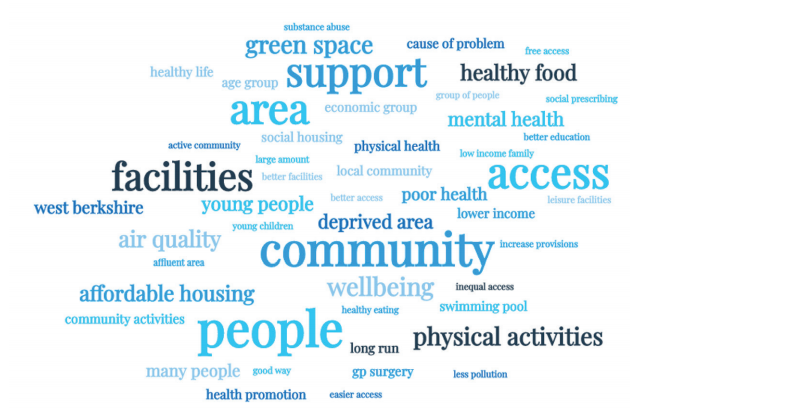 substance abuse
green space
cause of problem
free access
healthy life
age group
support
healthy food
group of people
social prescribing
area
economic group
mental health
social housing
better education
active community
physical health
large amount
low income family
facilities
better facilities
local community
access
west berkshire
young people
better access
poor health
leisure facilities
young children
deprived area
lower income
air quality
community
increase provisions
affluent area
affordable housing
wellbeing
inequal access
community activities
healthy eating
swimming pool
people
long run
physical activities
many people
good way
gp surgery
less pollution
health promotion
easier access